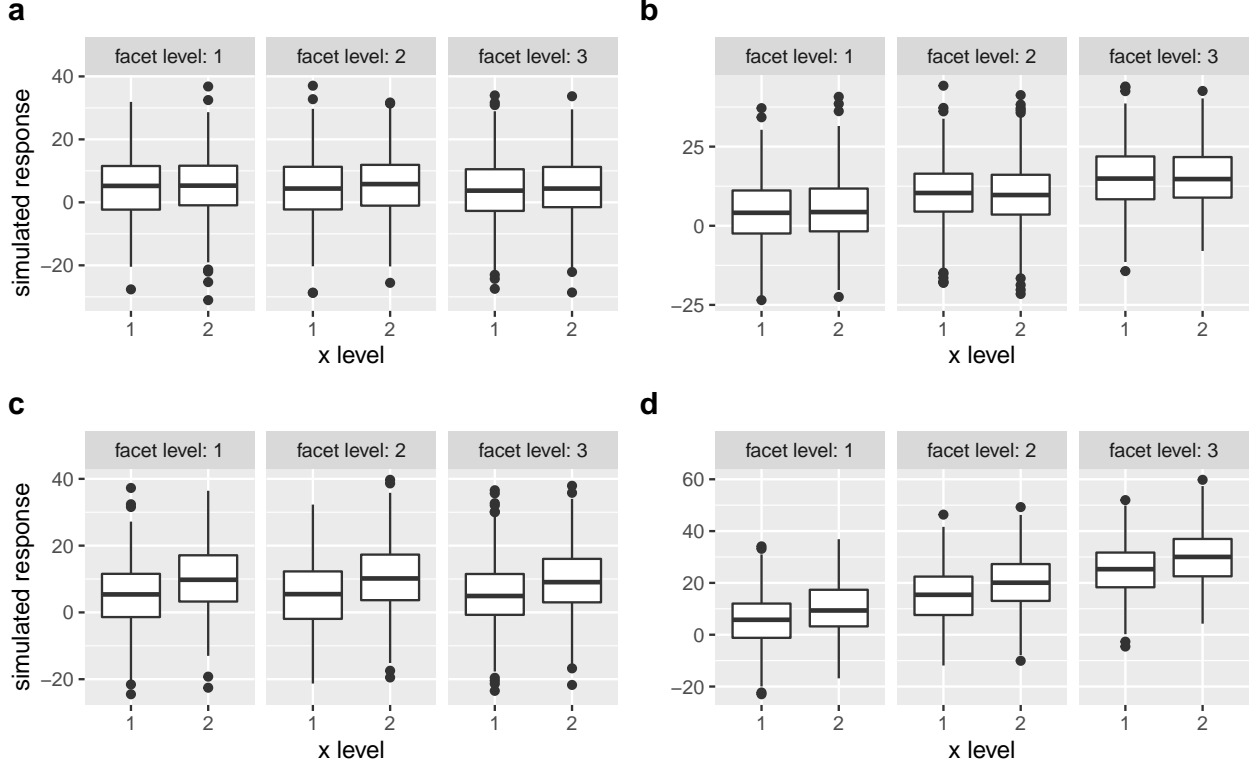 a
facet level: 1 facet level: 2 facet level: 3
simulated response
40
20
0
−20
1 2 1 2 1 2
x level
b
facet level: 1 facet level: 2 facet level: 3
25
0
−25
1 2 1 2 1 2
x level
c
facet level: 1 facet level: 2 facet level: 3
simulated response
40
20
0
−20
1 2 1 2 1 2
x level
d
facet level: 1 facet level: 2 facet level: 3
60
40
20
0
−20
1 2 1 2 1 2
x level